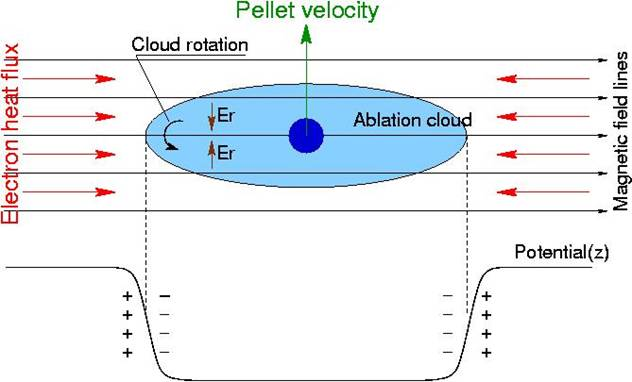 Pellet velocity
Cloud rotation
Electron heat flux
Er
Er
Ablation cloud
Magnetic field lines
Potential(z)
+ − − +
+ − − +
+ − − +
+ − − +